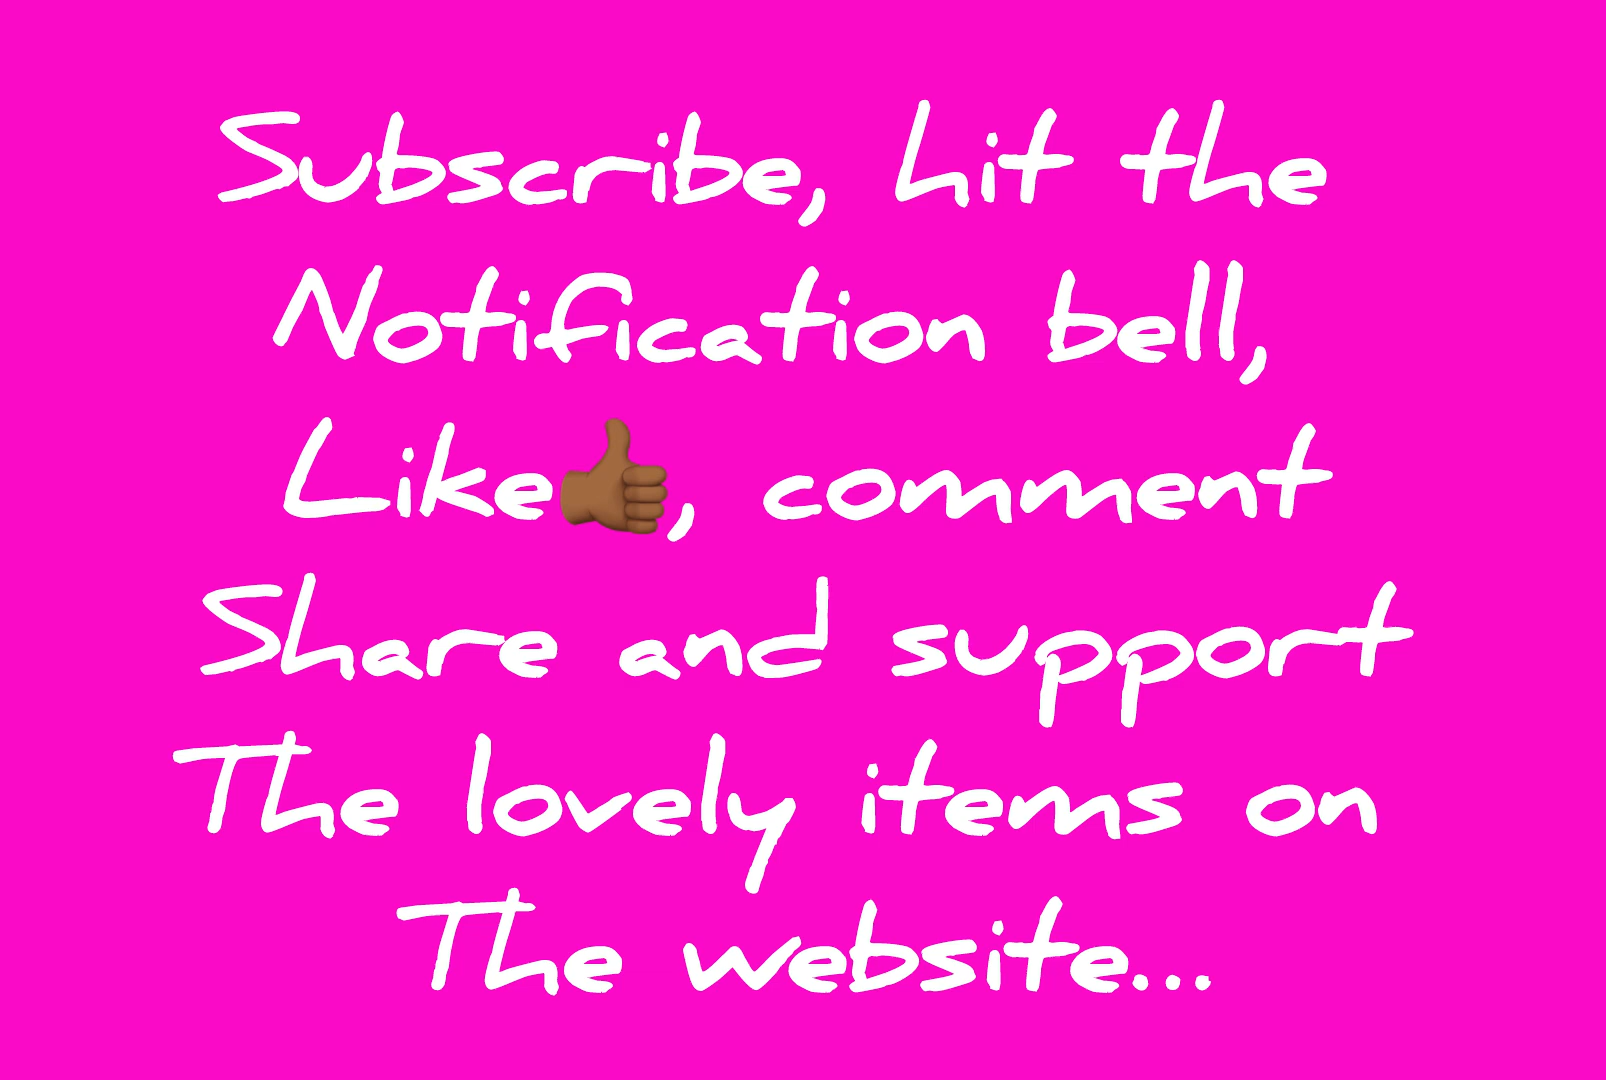 Subscribe, hit the
Notification bell,
Like👍🏾, comment
Share and support
The lovely items on
The website...